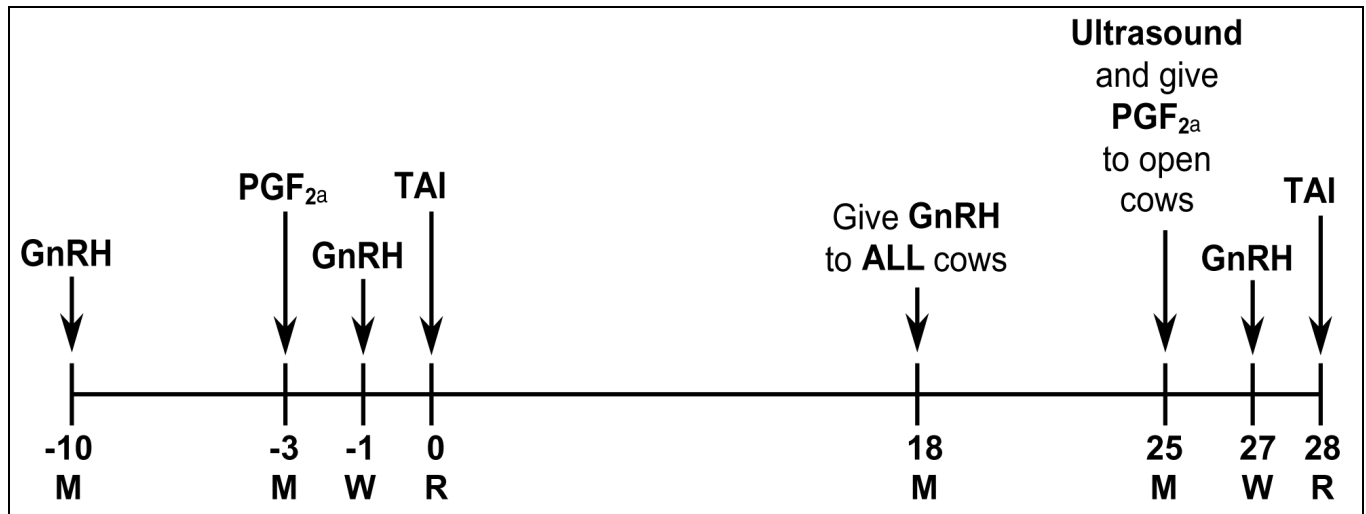 GnRH
PGF2a
GnRH
TAI
Give GnRH
to ALL cows
Ultrasound
and give
PGF2a
to open
cows
GnRH
TAI
-10 -3 -1 0 18 25 27 28
M M W R M M W R